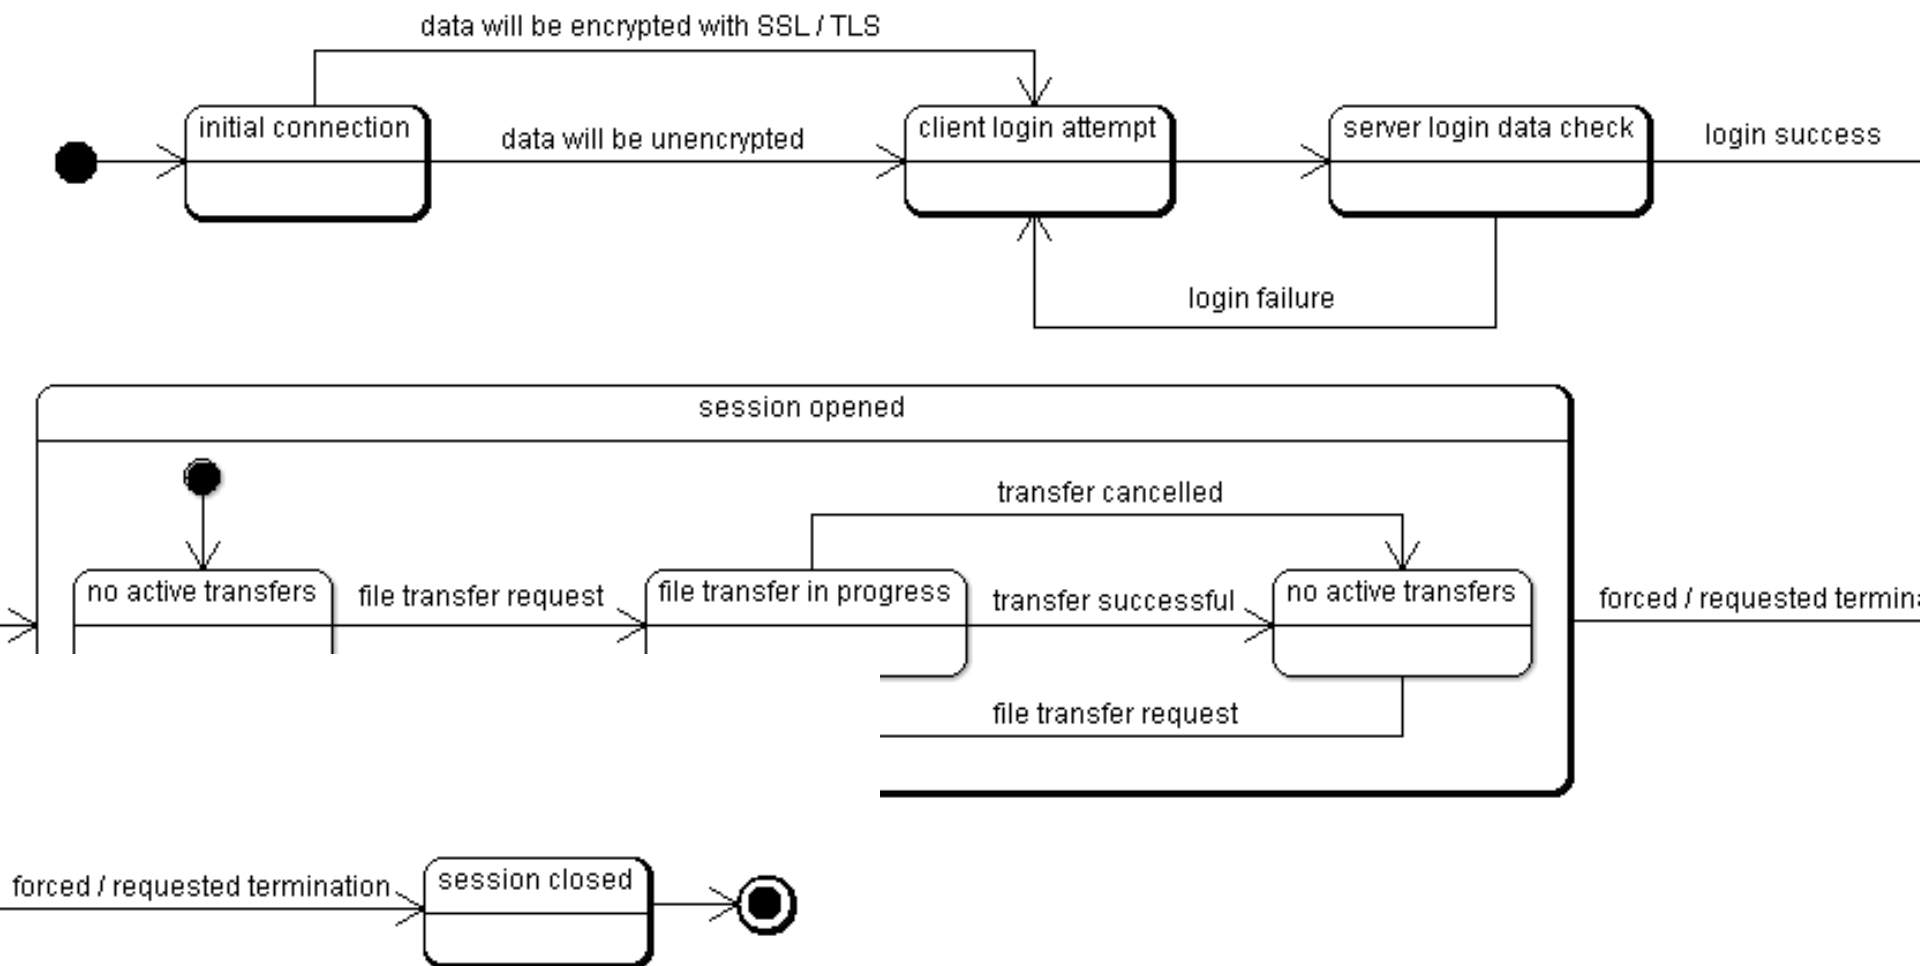 data will be encrypted with SSL / TLS
initial connection
data will be unencrypted
client login attempt
server login data check
login success
login failure
session opened
transfer cancelled
no active transfers
file transfer request
file transfer in progress
transfer successful
no active transfers
forced / requested termina
file transfer request
forced / requested termination
session closed